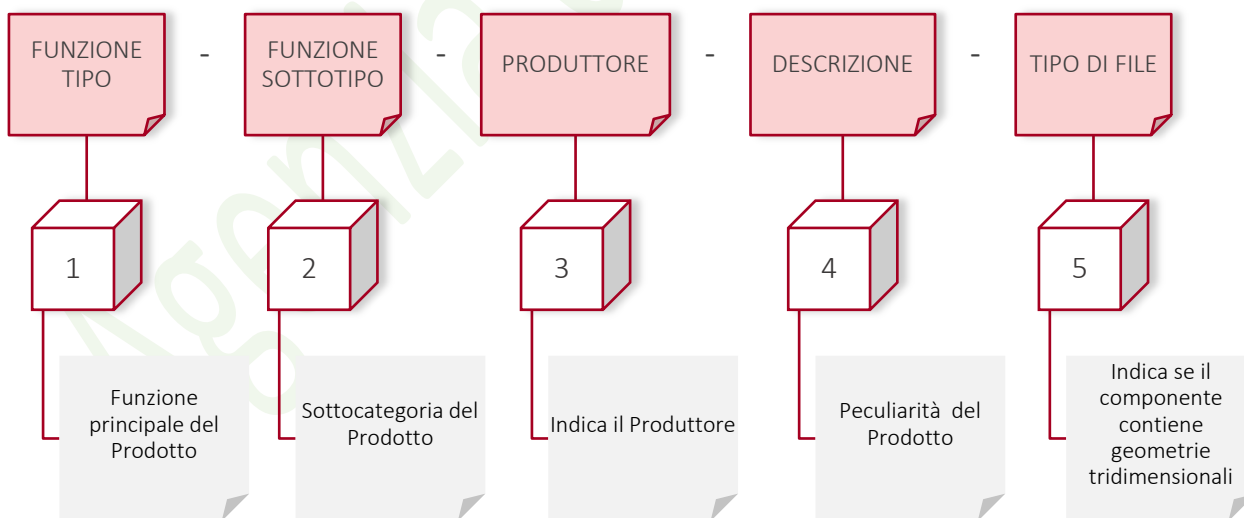 FUNZIONE
TIPO
-
FUNZIONE
SOTTOTIPO
-
PRODUTTORE
-
DESCRIZIONE
-
TIPO DI FILE
1
2
3
4
5
Funzione
principale del
Prodotto
Sottocategoria del
Prodotto
Indica il Produttore
Peculiarità del
Prodotto
Indica se il
componente
contiene
geometrie
tridimensionali
Agenzia